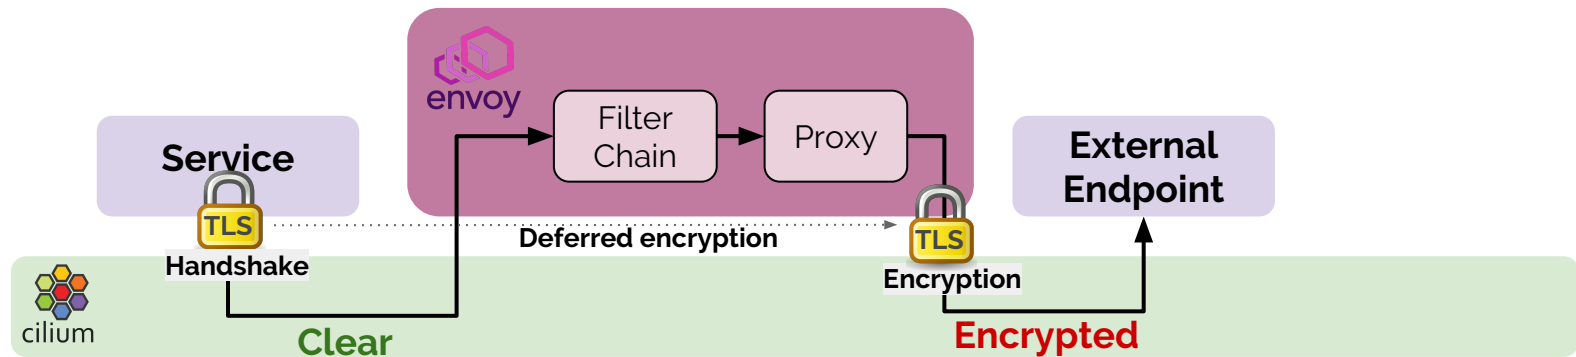 envoy
Filter
Chain
Proxy
Service
External
Endpoint
TLS
TLS
Deferred encryption
Handshake
Encryption
cilium
Clear
Encrypted